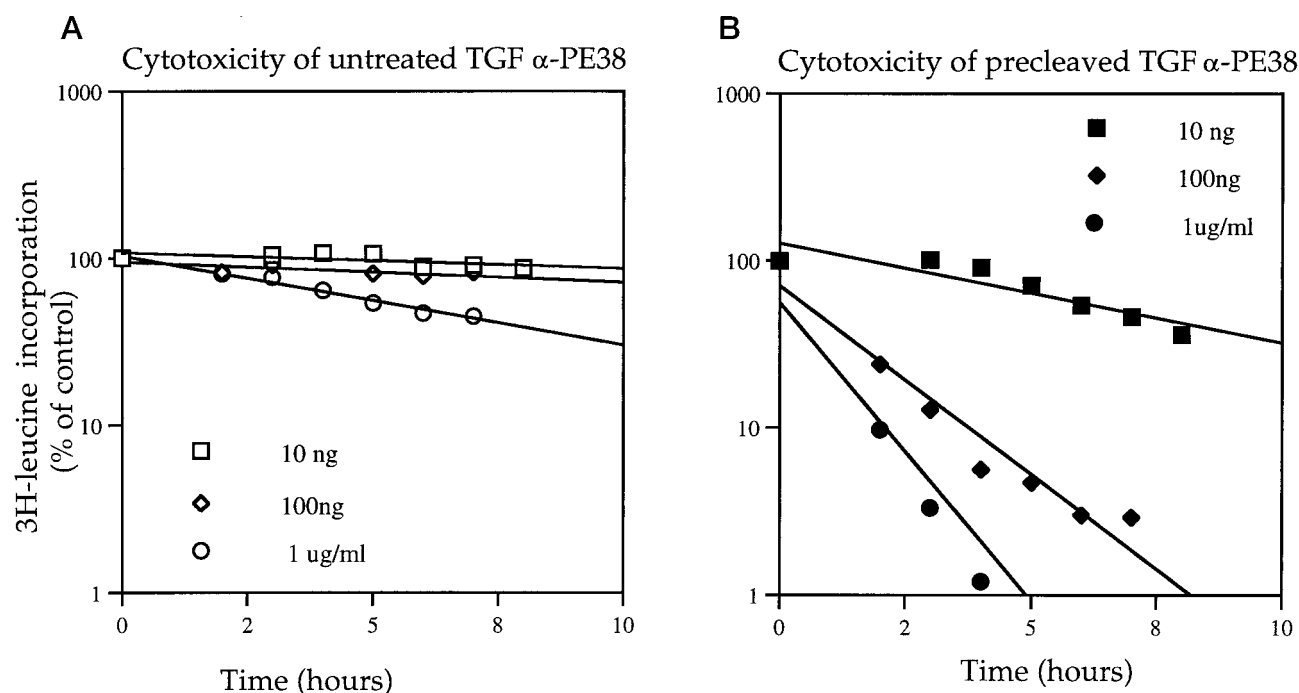 A
Cytotoxicity of untreated TGF α-PE38
1000
100
10
1
3H-leucine incorporation
(% of control)
10 ng
100ng
1 ug/ml
0 2 5 8 10
Time (hours)
B
Cytotoxicity of precleaved TGF α-PE38
1000
100
10
1
10 ng
100ng
1ug/ml
0 2 5 8 10
Time (hours)